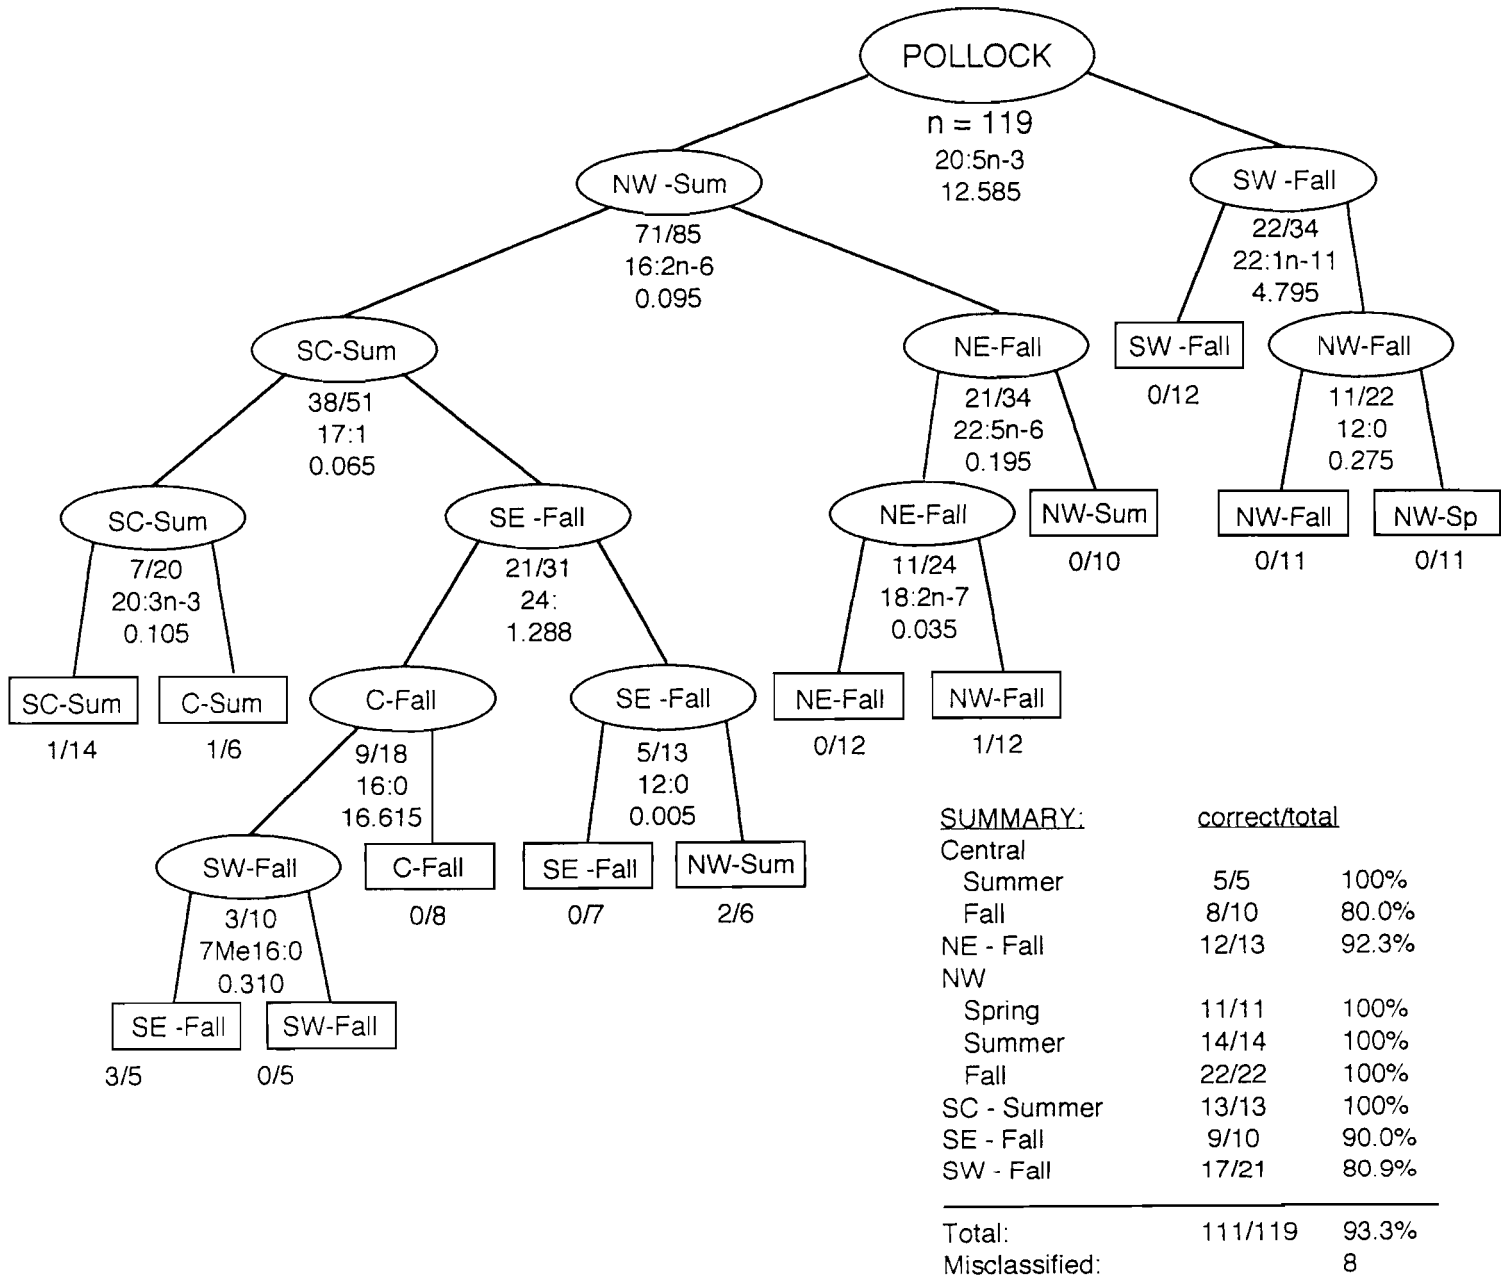 POLLOCK
n = 119
20:5n-3
12.585
NW -Sum
71/85
16:2n-6
0.095
SW -Fall
22/34
22:1n-11
4.795
SC-Sum
38/51
17:1
0.065
NE-Fall
21/34
22:5n-6
0.195
SW -Fall
0/12
NW-Fall
11/22
12:0
0.275
SC-Sum
7/20
20:3n-3
0.105
SE -Fall
21/31
24:
1.288
NE-Fall
11/24
18:2n-7
0.035
NW-Sum
0/10
NW-Fall
0/11
NW-Sp
0/11
SC-Sum
1/14
C-Sum
1/6
C-Fall
9/18
16:0
16.615
SE -Fall
5/13
12:0
0.005
NE-Fall
0/12
NW-Fall
1/12
SW-Fall
3/10
7Me16:0
0.310
C-Fall
0/8
SE -Fall
0/7
NW-Sum
2/6
SE -Fall
3/5
SW-Fall
0/5
SUMMARY: correct/total
Central
Summer 5/5 100%
Fall 8/10 80.0%
NE - Fall 12/13 92.3%
NW
Spring 11/11 100%
Summer 14/14 100%
Fall 22/22 100%
SC - Summer 13/13 100%
SE - Fall 9/10 90.0%
SW - Fall 17/21 80.9%
Total: 111/119 93.3%
Misclassified: 8